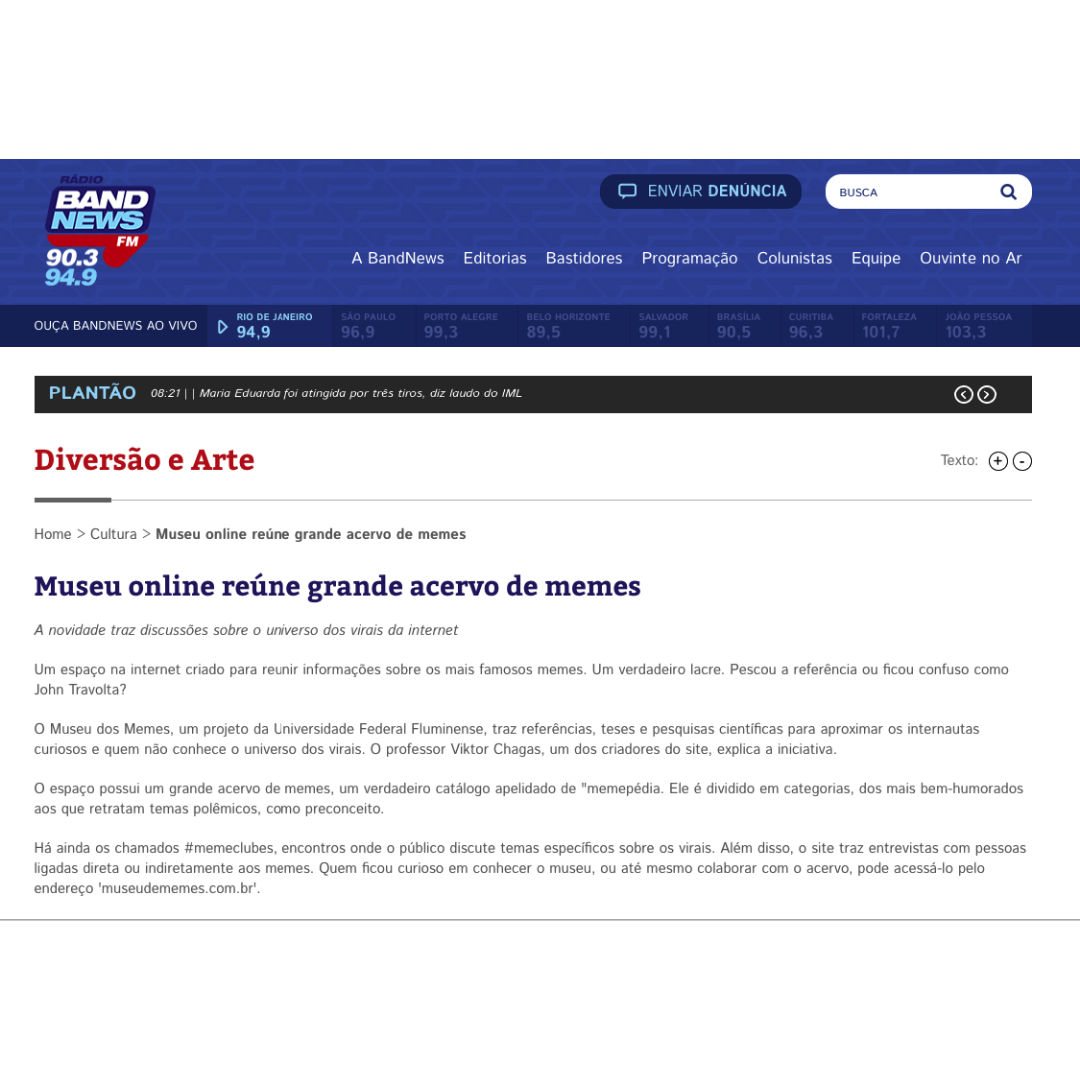 RÁDIO
BAND
NEWS
FM
90.3
94.9
ENVIAR DENÚNCIA
BUSCA
A BandNews Editorias Bastidores Programação Colunistas Equipe Ouvinte no Ar
OUÇA BANDNEWS AO VIVO
RIO DE JANEIRO
94,9
SÃO PAULO
96,9
PORTO ALEGRE
99,3
BELO HORIZONTE
89,5
SALVADOR
99,1
BRASÍLIA
90,5
CURITIBA
96,3
FORTALEZA
101,7
JOÃO PESSOA
103,3
PLANTÃO 08:21 | | Maria Eduarda foi atingida por três tiros, diz laudo do IML
Diversão e Arte
Texto: + -
Home > Cultura > Museu online reúne grande acervo de memes
Museu online reúne grande acervo de memes
A novidade traz discussões sobre o universo dos virais da internet
Um espaço na internet criado para reunir informações sobre os mais famosos memes. Um verdadeiro lacre. Pescou a referência ou ficou confuso como
John Travolta?
O Museu dos Memes, um projeto da Universidade Federal Fluminense, traz referências, teses e pesquisas científicas para aproximar os internautas
curiosos e quem não conhece o universo dos virais. O professor Viktor Chagas, um dos criadores do site, explica a iniciativa.
O espaço possui um grande acervo de memes, um verdadeiro catálogo apelidado de "memepédia. Ele é dividido em categorias, dos mais bem-humorados
aos que retratam temas polêmicos, como preconceito.
Há ainda os chamados #memeclubes, encontros onde o público discute temas específicos sobre os virais. Além disso, o site traz entrevistas com pessoas
ligadas direta ou indiretamente aos memes. Quem ficou curioso em conhecer o museu, ou até mesmo colaborar com o acervo, pode acessá-lo pelo
endereço 'museudememes.com.br'.